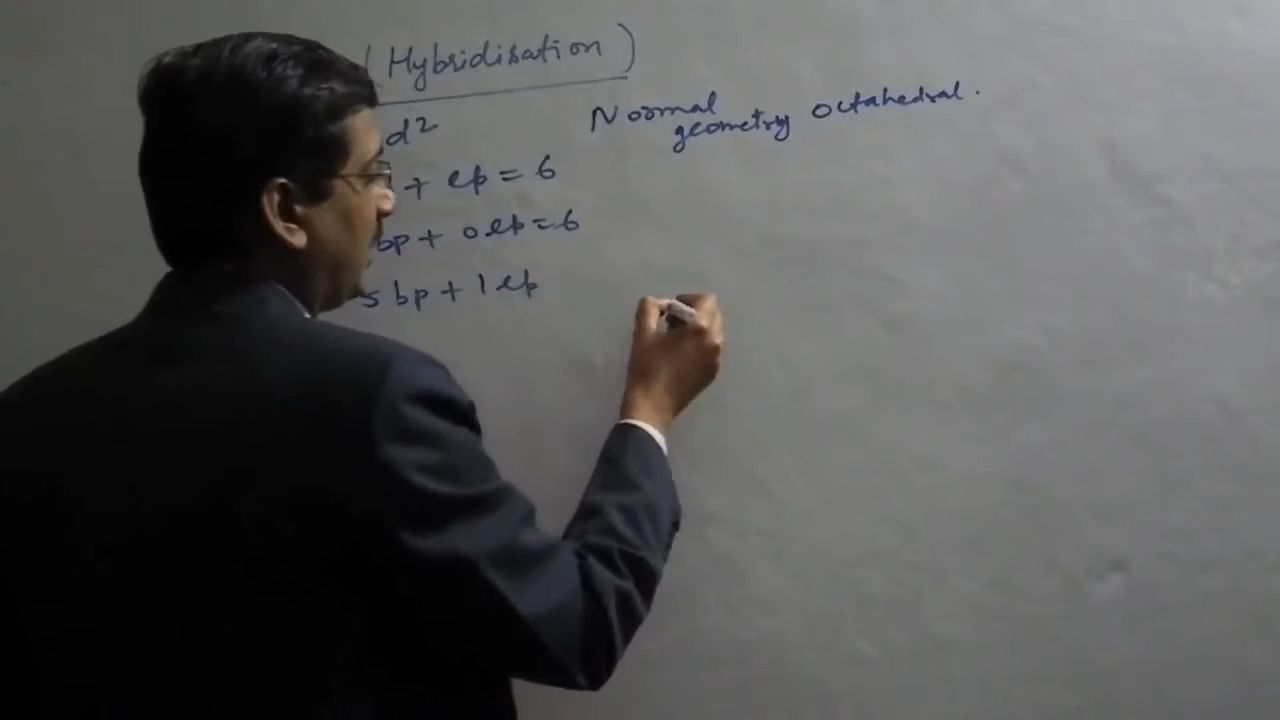 (Hybridisation)
d²
Normal
geometry octahedral.
+ lp = 6
bp + 0 lp = 6
5 bp + 1 lp